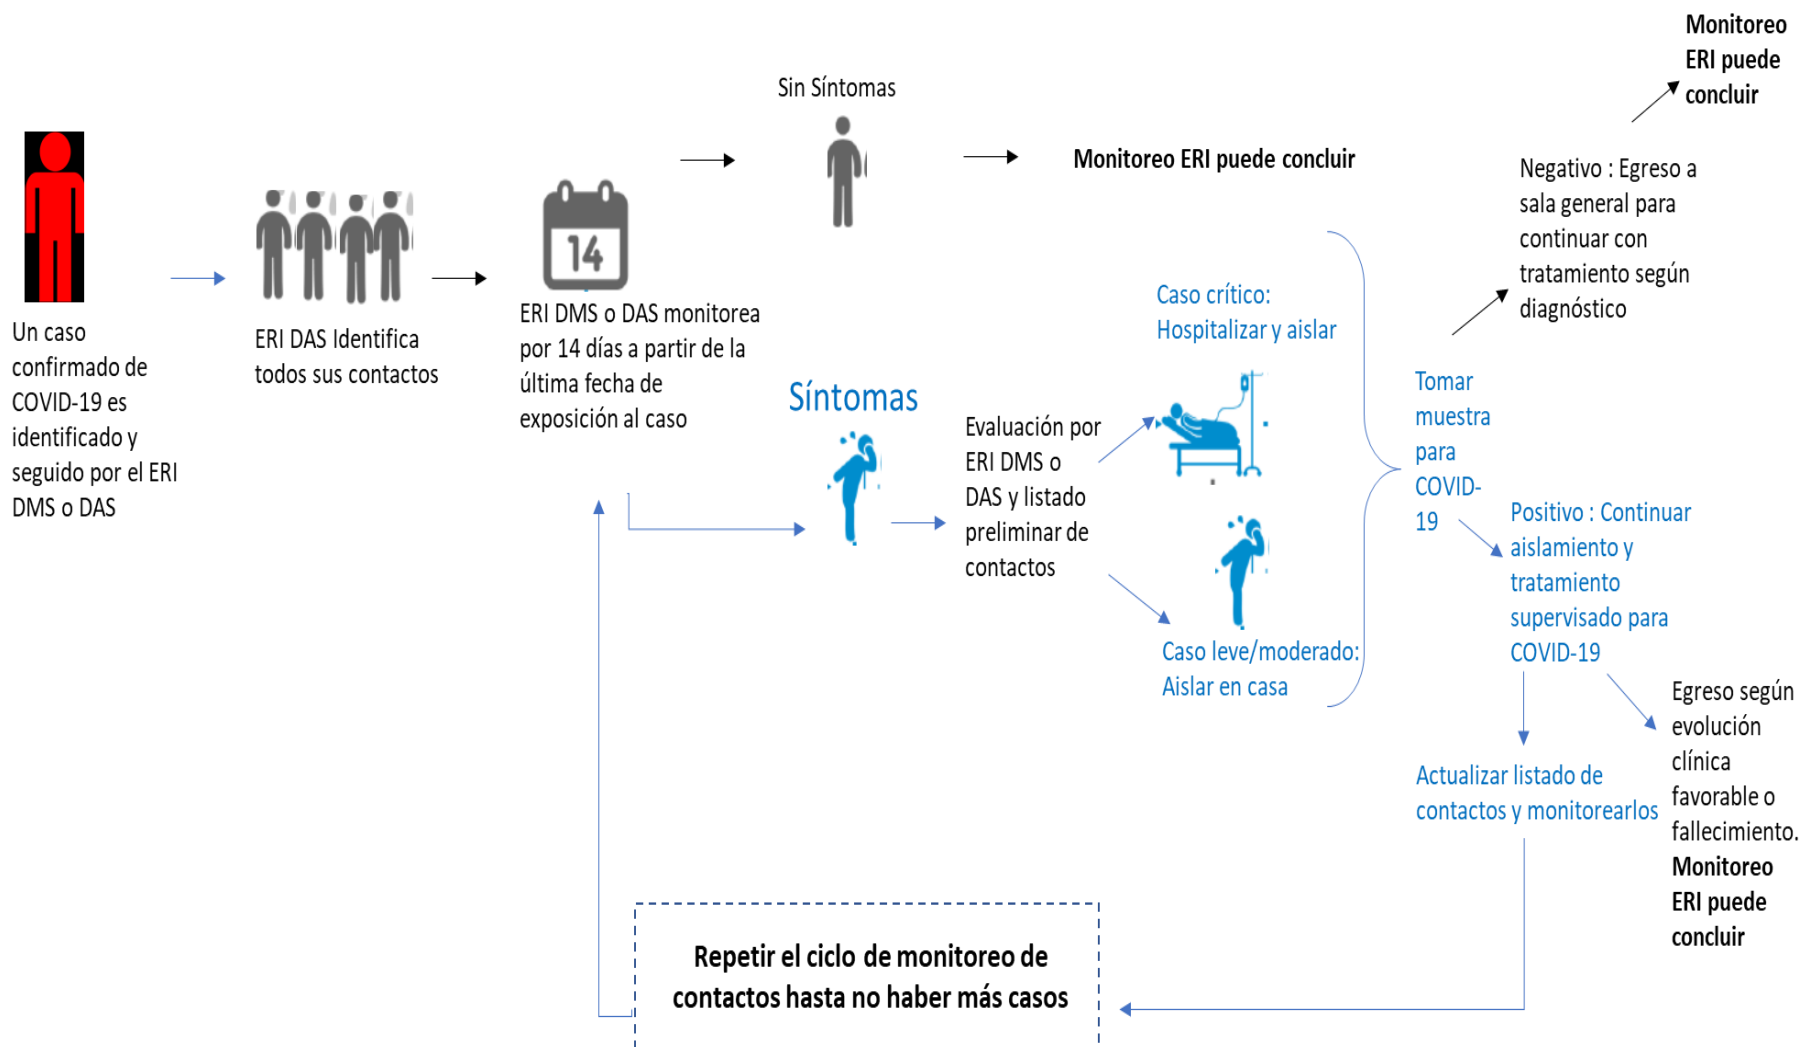 Un caso
confirmado de
COVID-19 es
identificado y
seguido por el ERI
DMS o DAS
ERI DAS Identifica
todos sus contactos
14
ERI DMS o DAS monitorea
por 14 días a partir de la
última fecha de
exposición al caso
Sin Síntomas
Monitoreo ERI puede concluir
Síntomas
Evaluación por
ERI DMS o
DAS y listado
preliminar de
contactos
Caso crítico:
Hospitalizar y aislar
Caso leve/moderado:
Aislar en casa
Tomar
muestra
para
COVID-
19
Negativo : Egreso a
sala general para
continuar con
tratamiento según
diagnóstico
Monitoreo
ERI puede
concluir
Positivo : Continuar
aislamiento y
tratamiento
supervisado para
COVID-19
Egreso según
evolución
clínica
favorable o
fallecimiento.
Monitoreo
ERI puede
concluir
Actualizar listado de
contactos y monitorearlos
Repetir el ciclo de monitoreo de
contactos hasta no haber más casos